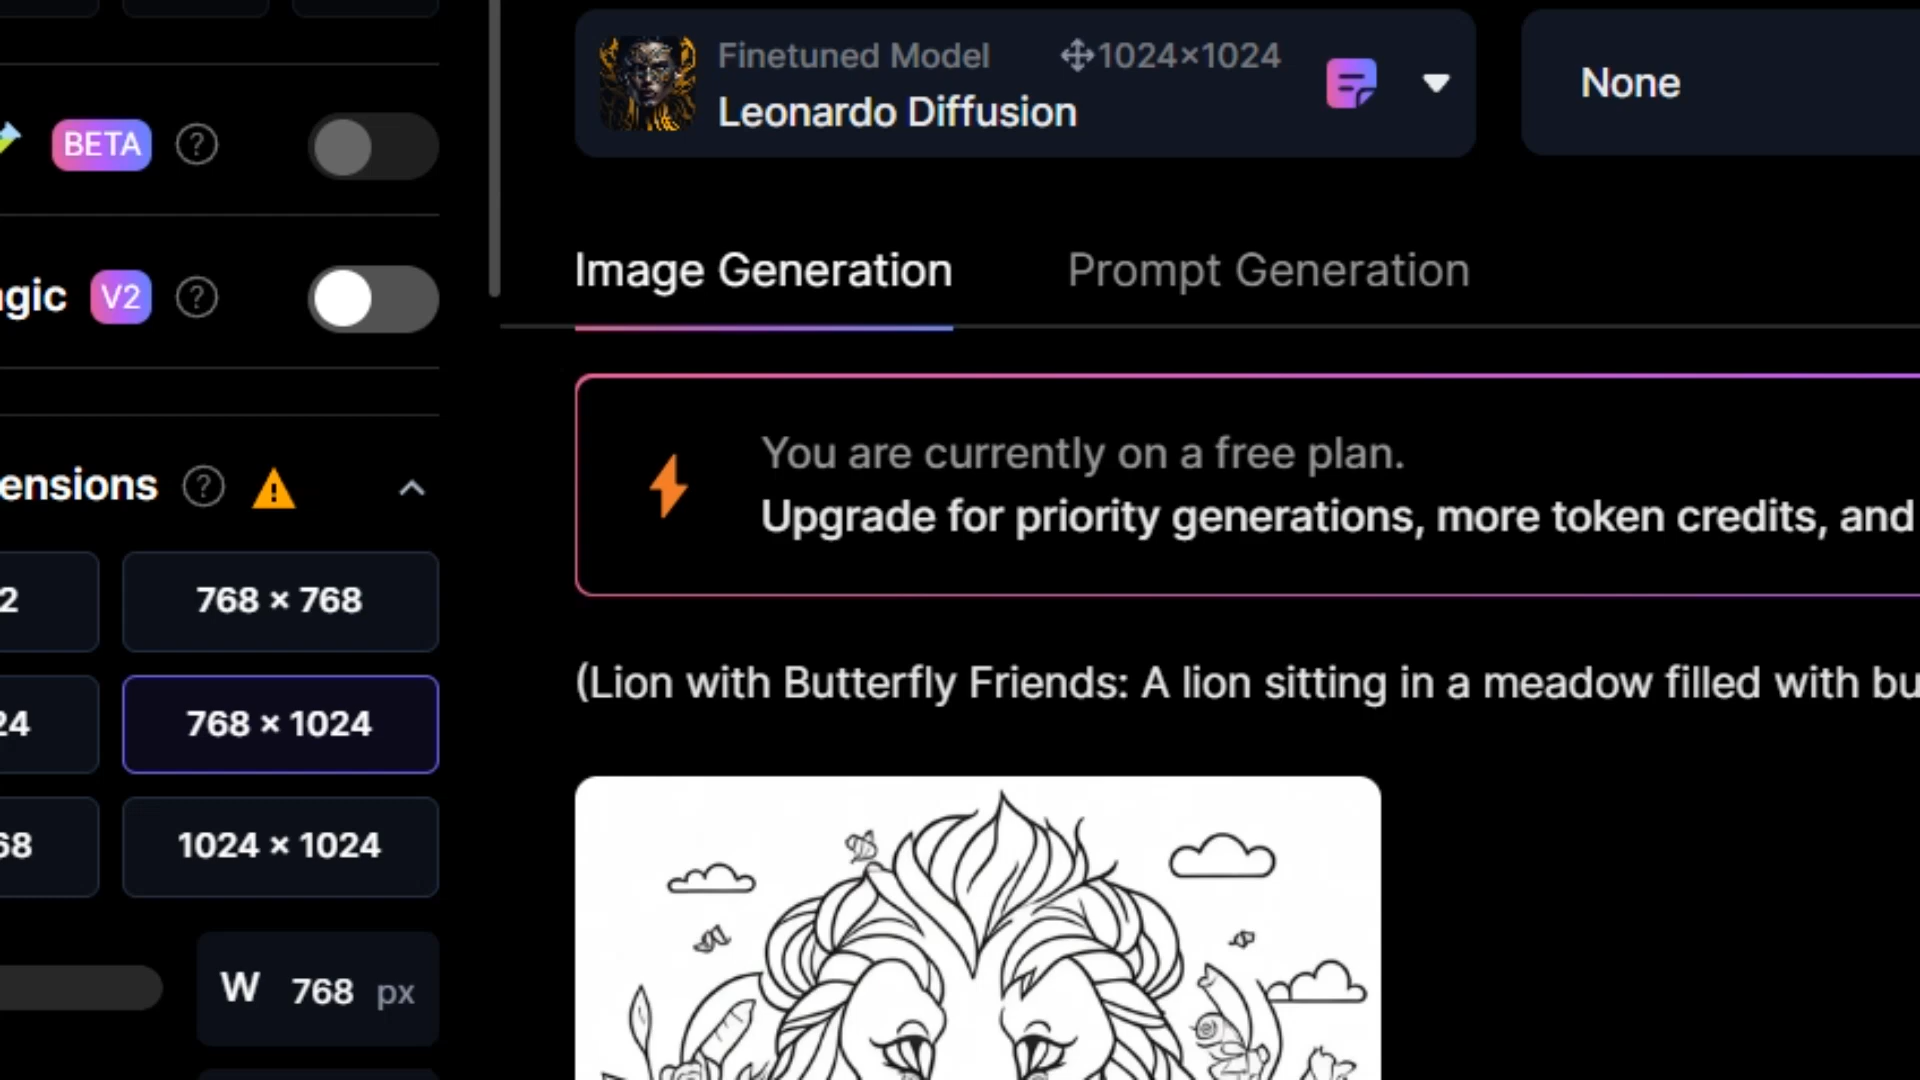 Finetuned Model 1024×1024
Leonardo Diffusion
None
BETA
V2
Image Generation Prompt Generation
You are currently on a free plan.
Upgrade for priority generations, more token credits, and
ensions
2
768 × 768
24
768 × 1024
68
1024 × 1024
W 768 px
(Lion with Butterfly Friends: A lion sitting in a meadow filled with bu